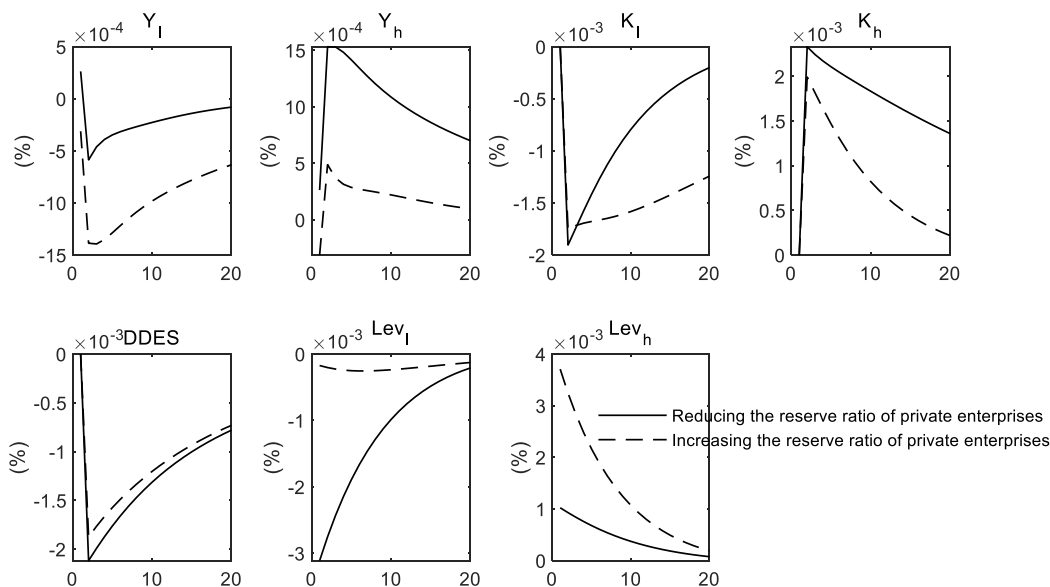 Y_l
×10^-4
5
0
-5
-10
-15
(%)
0 10 20
Y_h
×10^-4
15
10
5
0
(%)
0 10 20
K_l
×10^-3
0
-0.5
-1
-1.5
-2
(%)
0 10 20
K_h
×10^-3
2
1.5
1
0.5
0
(%)
0 10 20
×10^-3 DDES
0
-0.5
-1
-1.5
-2
(%)
0 10 20
Lev_l
×10^-3
0
-1
-2
-3
(%)
0 10 20
Lev_h
×10^-3
4
3
2
1
0
(%)
0 10 20
Reducing the reserve ratio of private enterprises
Increasing the reserve ratio of private enterprises